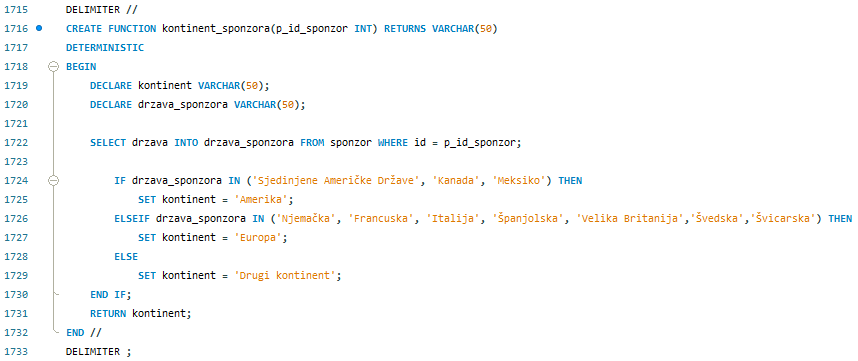 1715 DELIMITER //
1716 CREATE FUNCTION kontinent_sponzora(p_id_sponzor INT) RETURNS VARCHAR(50)
1717 DETERMINISTIC
1718 BEGIN
1719 DECLARE kontinent VARCHAR(50);
1720 DECLARE drzava_sponzora VARCHAR(50);
1721
1722 SELECT drzava INTO drzava_sponzora FROM sponzor WHERE id = p_id_sponzor;
1723
1724 IF drzava_sponzora IN ('Sjedinjene Američke Države', 'Kanada', 'Meksiko') THEN
1725 SET kontinent = 'Amerika';
1726 ELSEIF drzava_sponzora IN ('Njemačka', 'Francuska', 'Italija', 'Španjolska', 'Velika Britanija','Švedska','Švicarska') THEN
1727 SET kontinent = 'Europa';
1728 ELSE
1729 SET kontinent = 'Drugi kontinent';
1730 END IF;
1731 RETURN kontinent;
1732 END //
1733 DELIMITER ;